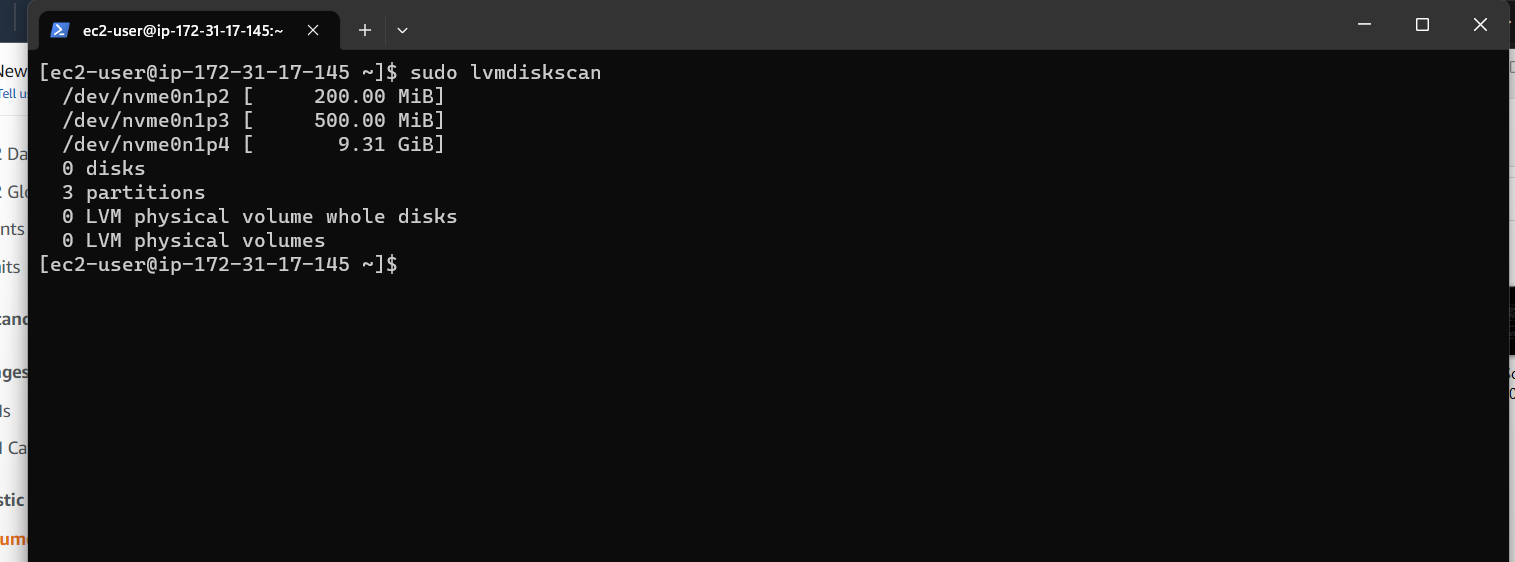 ec2-user@ip-172-31-17-145:~
[ec2-user@ip-172-31-17-145 ~]$ sudo lvmdiskscan
/dev/nvme0n1p2 [     200.00 MiB]
/dev/nvme0n1p3 [     500.00 MiB]
/dev/nvme0n1p4 [       9.31 GiB]
0 disks
3 partitions
0 LVM physical volume whole disks
0 LVM physical volumes
[ec2-user@ip-172-31-17-145 ~]$